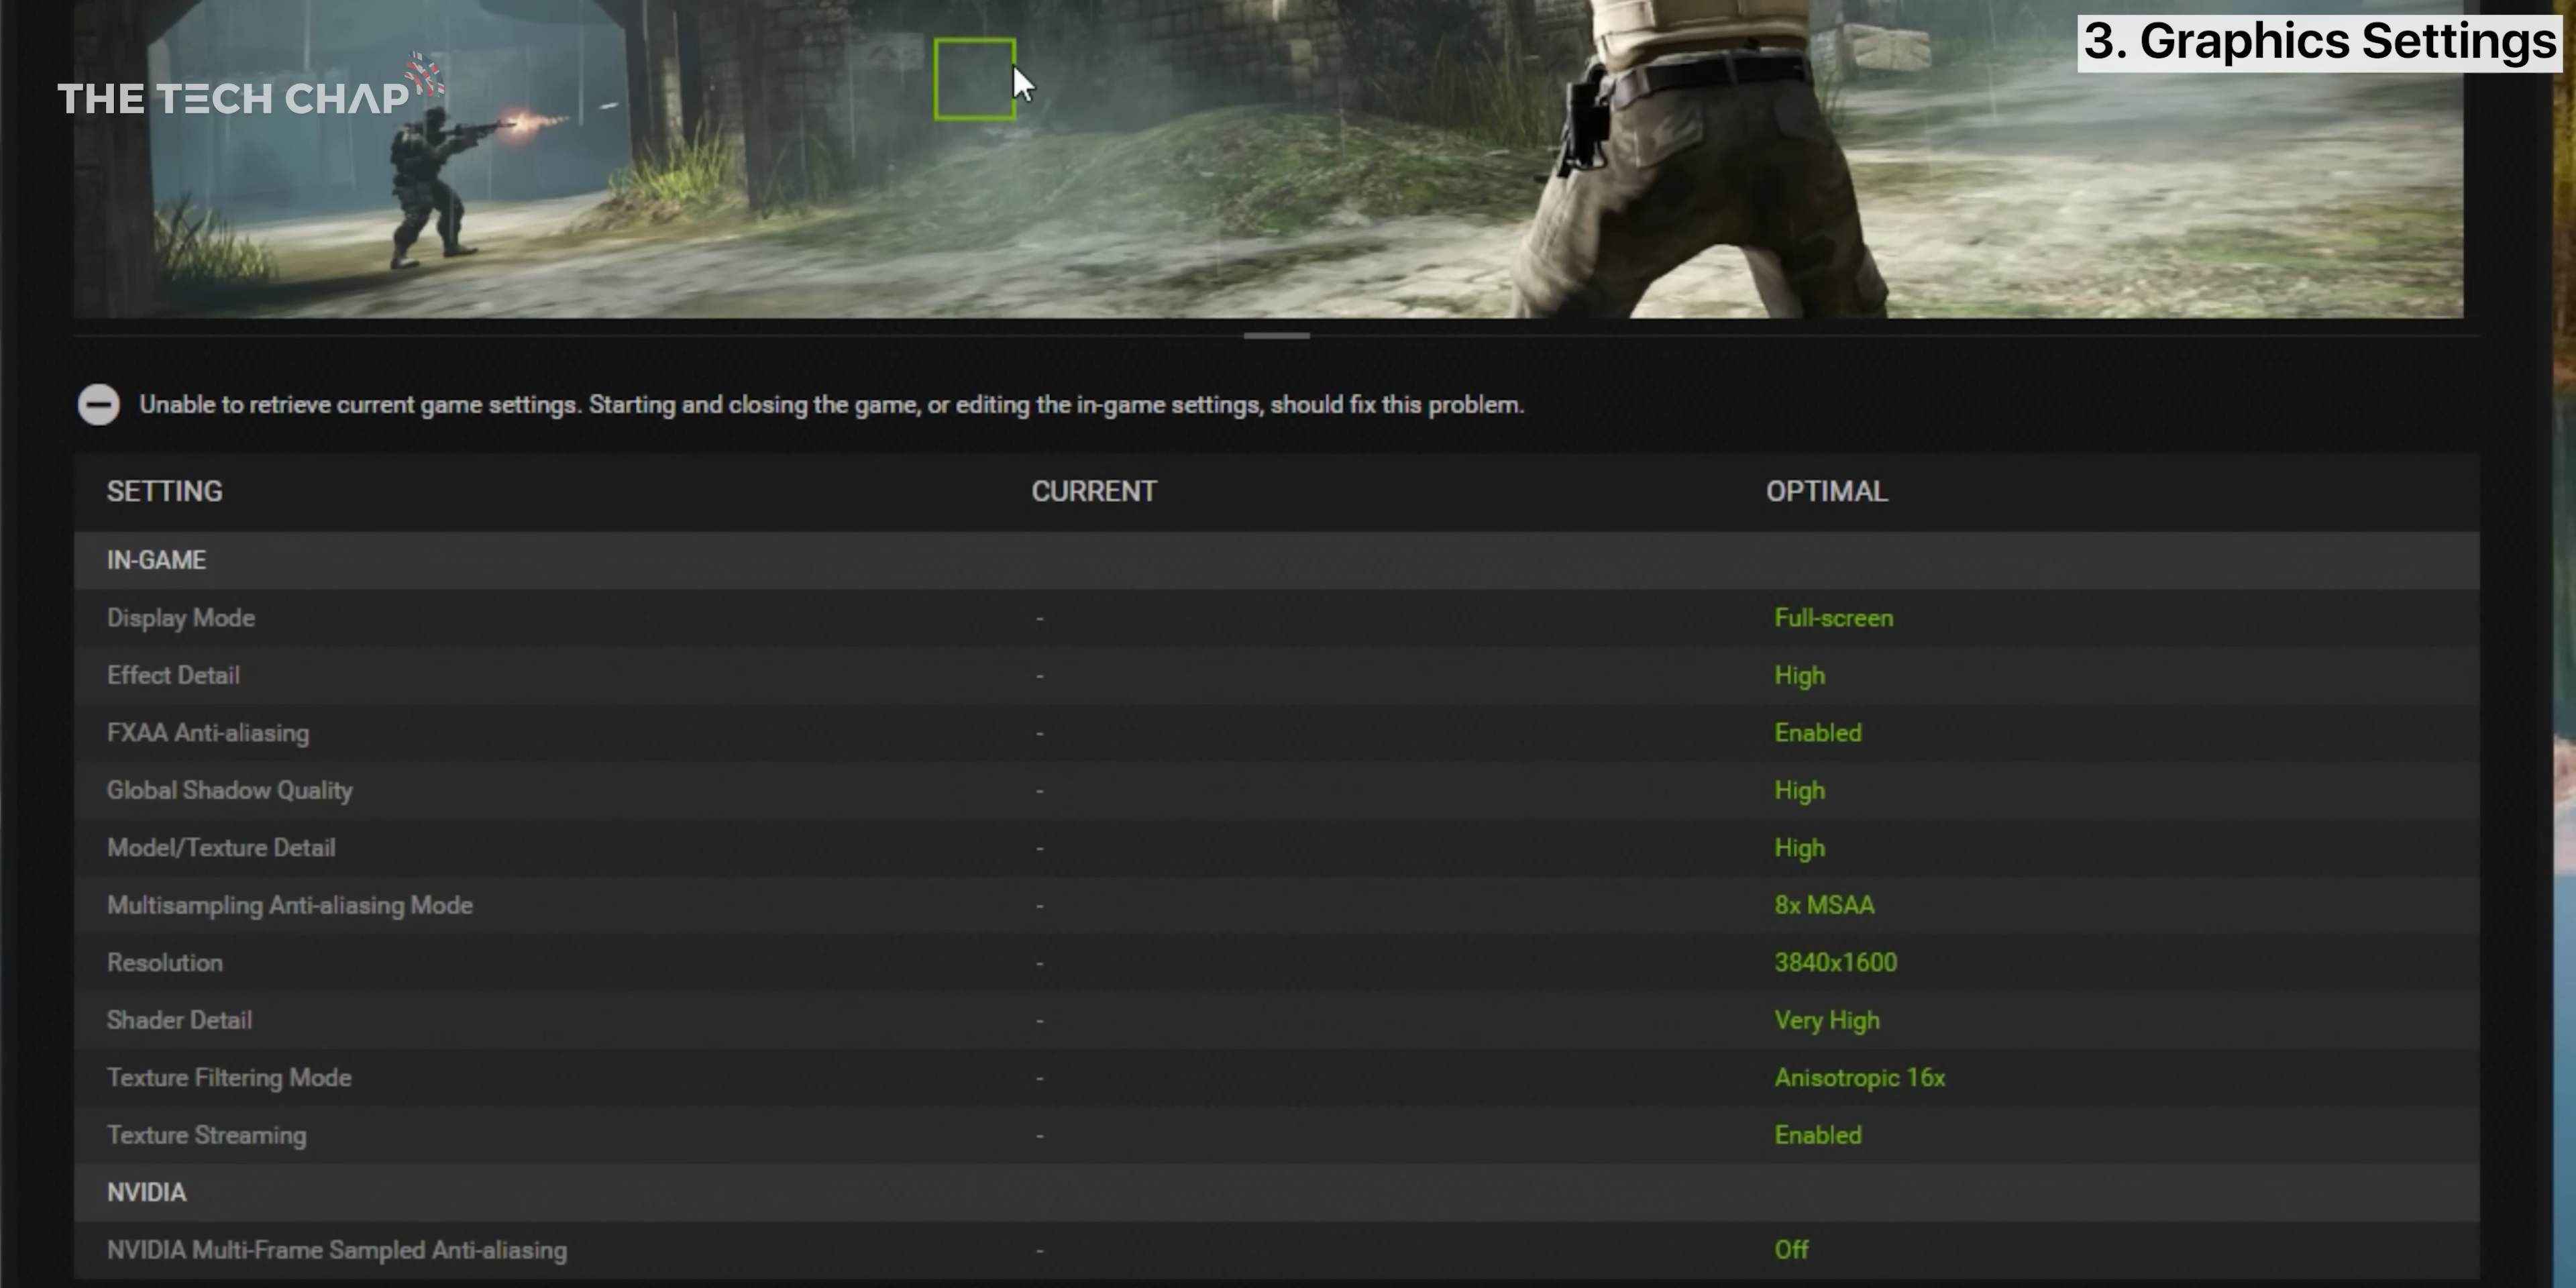 3. Graphics Settings
THE TECH CHAP
Unable to retrieve current game settings. Starting and closing the game, or editing the in-game settings, should fix this problem.
SETTING CURRENT OPTIMAL
IN-GAME
Display Mode - Full-screen
Effect Detail - High
FXAA Anti-aliasing - Enabled
Global Shadow Quality - High
Model/Texture Detail - High
Multisampling Anti-aliasing Mode - 8x MSAA
Resolution - 3840x1600
Shader Detail - Very High
Texture Filtering Mode - Anisotropic 16x
Texture Streaming - Enabled
NVIDIA
NVIDIA Multi-Frame Sampled Anti-aliasing - Off